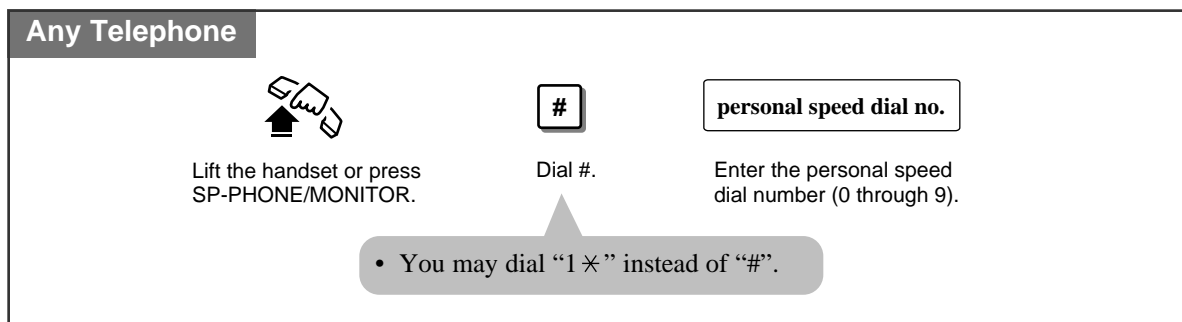 Any Telephone
#
personal speed dial no.
Lift the handset or press
SP-PHONE/MONITOR.
Dial #.
Enter the personal speed
dial number (0 through 9).
• You may dial “1✳” instead of “#”.